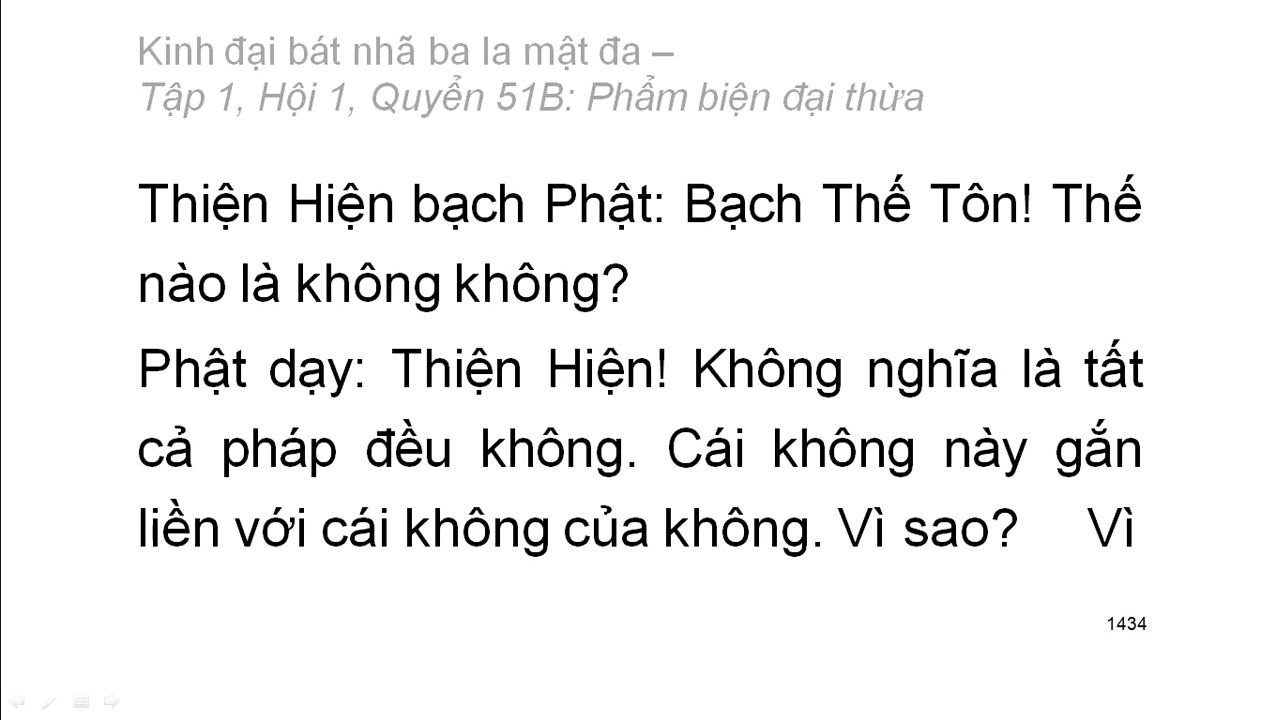 Kinh đại bát nhã ba la mật đa –
Tập 1, Hội 1, Quyển 51B: Phẩm biện đại thừa
Thiện Hiện bạch Phật: Bạch Thế Tôn! Thế
nào là không không?
Phật dạy: Thiện Hiện! Không nghĩa là tất
cả pháp đều không. Cái không này gắn
liền với cái không của không. Vì sao? Vì
1434